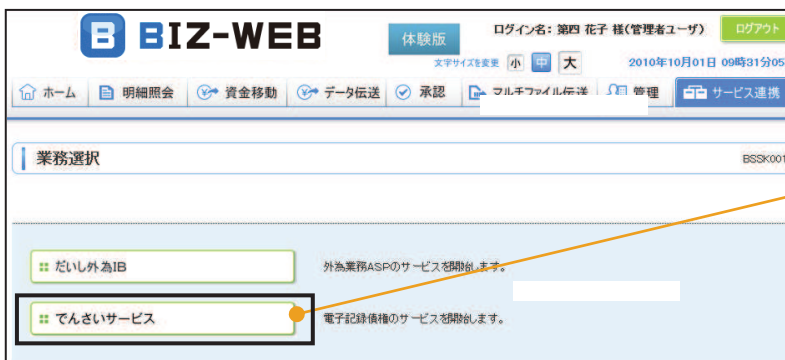 B BIZ-WEB
体験版
ログイン名: 第四 花子 様(管理者ユーザ)
ログアウト
文字サイズを変更 小 中 大
2010年10月01日 09時31分05
ホーム 明細照会 資金移動 データ伝送 承認 マルチファイル伝送 管理 サービス連携
業務選択
BSSK001
だいし外為IB
外為業務ASPのサービスを開始します。
でんさいサービス
電子記録債権のサービスを開始します。